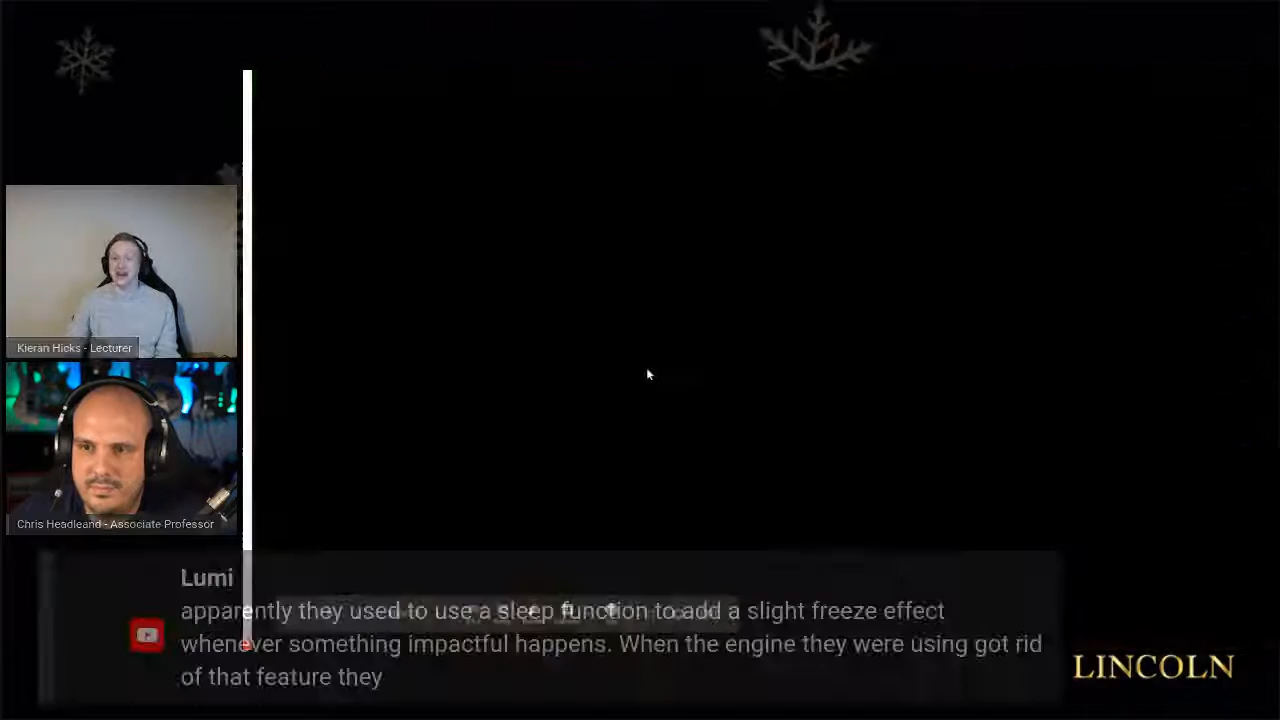 Kieran Hicks - Lecturer
Chris Headleand - Associate Professor
Lumi
apparently they used to use a sleep function to add a slight freeze effect
whenever something impactful happens. When the engine they were using got rid
of that feature they
LINCOLN